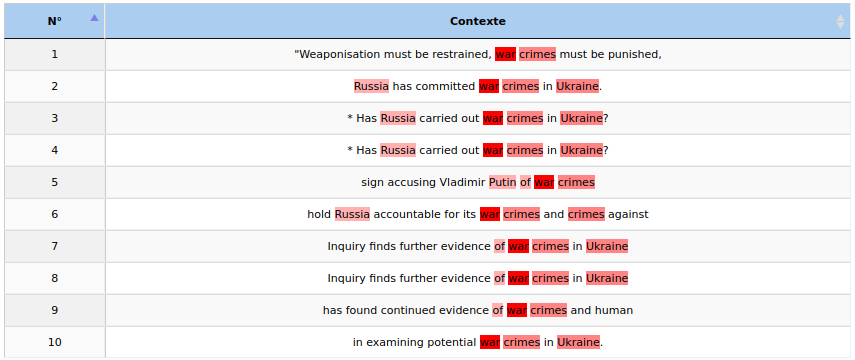 N° Contexte
1 "Weaponisation must be restrained, war crimes must be punished,
2 Russia has committed war crimes in Ukraine.
3 * Has Russia carried out war crimes in Ukraine?
4 * Has Russia carried out war crimes in Ukraine?
5 sign accusing Vladimir Putin of war crimes
6 hold Russia accountable for its war crimes and crimes against
7 Inquiry finds further evidence of war crimes in Ukraine
8 Inquiry finds further evidence of war crimes in Ukraine
9 has found continued evidence of war crimes and human
10 in examining potential war crimes in Ukraine.